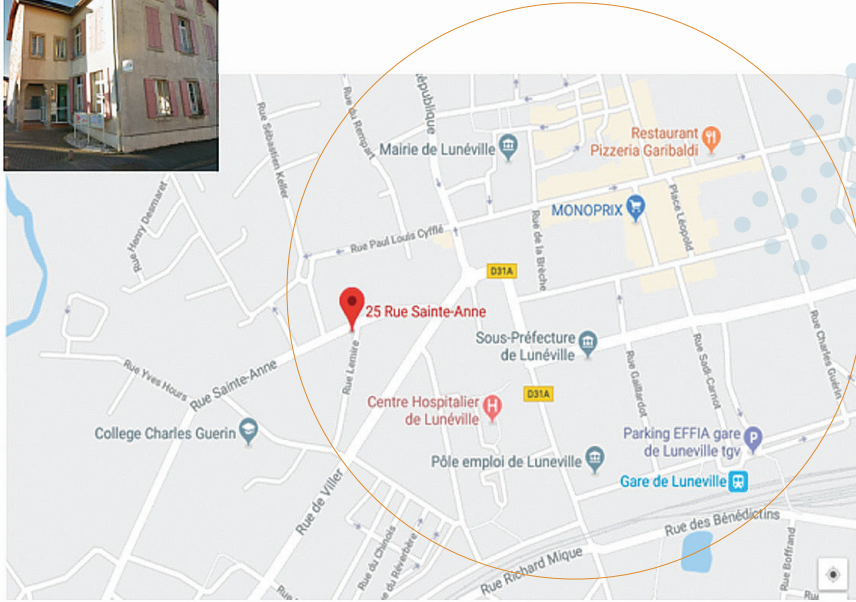 épublique
Rue du Rempart
Rue Sébastien Keller
Mairie de Lunéville
Restaurant
Pizzeria Garibaldi
Rue Henry Desmaret
MONOPRIX
Place Léopold
Rue Paul Louis Cyfflé
Rue de la Brèche
D31A
25 Rue Sainte-Anne
Sous-Préfecture
de Lunéville
Rue Charles Guérin
Rue Lemire
Rue Yves Hours
Rue Sainte-Anne
Rue Gaillardot
Rue Sadi-Carnot
D31A
Centre Hospitalier
de Lunéville
College Charles Guerin
Parking EFFIA gare
de Luneville tgv
Pôle emploi de Luneville
Gare de Luneville
Rue de Viller
Rue des Bénédictins
Rue du Chinois
e du Réverbère
Rue Richard Mique
Rue Boffrand